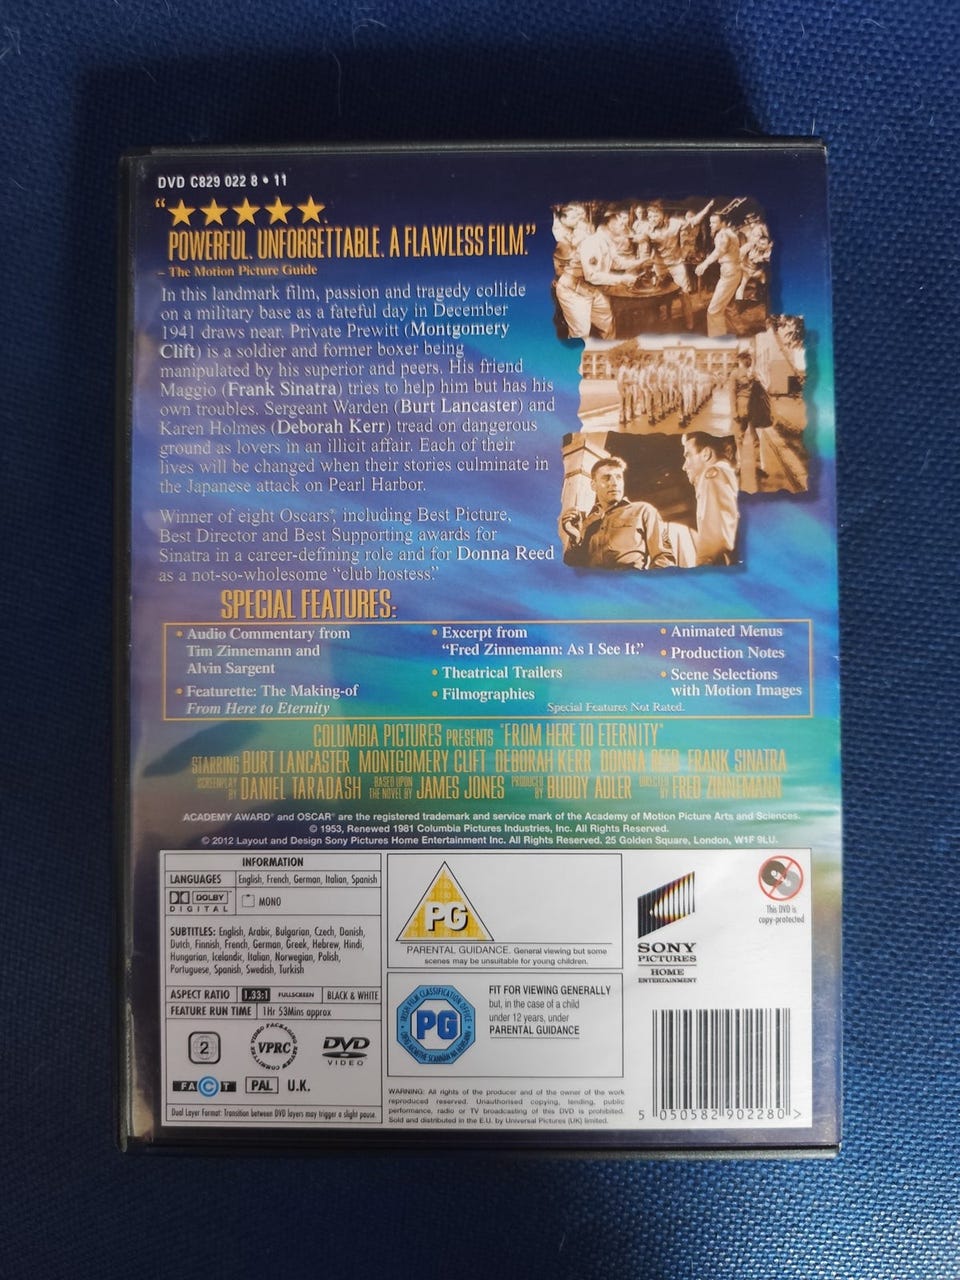 DVD C829 022 8 • 11
“★★★★★
POWERFUL. UNFORGETTABLE. A FLAWLESS FILM.”
– The Motion Picture Guide
In this landmark film, passion and tragedy collide
on a military base as a fateful day in December
1941 draws near. Private Prewitt (Montgomery
Clift) is a soldier and former boxer being
manipulated by his superior and peers. His friend
Maggio (Frank Sinatra) tries to help him but has his
own troubles. Sergeant Warden (Burt Lancaster) and
Karen Holmes (Deborah Kerr) tread on dangerous
ground as lovers in an illicit affair. Each of their
lives will be changed when their stories culminate in
the Japanese attack on Pearl Harbor.
Winner of eight Oscars®, including Best Picture,
Best Director and Best Supporting awards for
Sinatra in a career-defining role and for Donna Reed
as a not-so-wholesome “club hostess.”
SPECIAL FEATURES:
• Audio Commentary from
Tim Zinnemann and
Alvin Sargent
• Featurette: The Making-of
From Here to Eternity
• Excerpt from
“Fred Zinnemann: As I See It.”
• Theatrical Trailers
• Filmographies
• Animated Menus
• Production Notes
• Scene Selections
with Motion Images
Special Features Not Rated.
COLUMBIA PICTURES PRESENTS “FROM HERE TO ETERNITY”
STARRING BURT LANCASTER MONTGOMERY CLIFT DEBORAH KERR DONNA REED FRANK SINATRA
SCREENPLAY BY DANIEL TARADASH BASED UPON THE NOVEL BY JAMES JONES PRODUCED BY BUDDY ADLER DIRECTED BY FRED ZINNEMANN
ACADEMY AWARD® and OSCAR® are the registered trademark and service mark of the Academy of Motion Picture Arts and Sciences.
© 1953, Renewed 1981 Columbia Pictures Industries, Inc. All Rights Reserved.
© 2012 Layout and Design Sony Pictures Home Entertainment Inc. All Rights Reserved. 25 Golden Square, London, W1F 9LU.
INFORMATION
LANGUAGES English, French, German, Italian, Spanish
DOLBY
DIGITAL
MONO
SUBTITLES: English, Arabic, Bulgarian, Czech, Danish,
Dutch, Finnish, French, German, Greek, Hebrew, Hindi,
Hungarian, Icelandic, Italian, Norwegian, Polish,
Portuguese, Spanish, Swedish, Turkish
ASPECT RATIO 1.33:1 FULLSCREEN BLACK & WHITE
FEATURE RUN TIME 1Hr 53Mins approx
2
VIDEO PACKAGING REVIEW COMMITTEE
VPRC
DVD
VIDEO
FACT
PAL U.K.
Dual Layer Format: Transition between DVD layers may trigger a slight pause.
PG
PARENTAL GUIDANCE. General viewing but some
scenes may be unsuitable for young children.
IRISH FILM CLASSIFICATION OFFICE
PG
FIT FOR VIEWING GENERALLY
but, in the case of a child
under 12 years, under
PARENTAL GUIDANCE
WARNING: All rights of the producer and of the owner of the work
reproduced reserved. Unauthorised copying, lending, public
performance, radio or TV broadcasting of this DVD is prohibited.
Sold and distributed in the E.U. by Universal Pictures (UK) limited.
SONY
PICTURES
HOME
ENTERTAINMENT
This DVD is
copy-protected
5 050582 902280 >